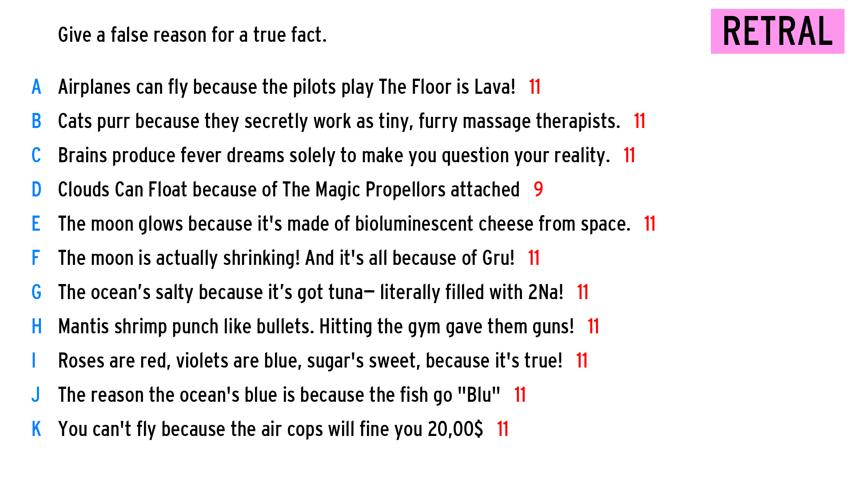 RETRAL
Give a false reason for a true fact.
A Airplanes can fly because the pilots play The Floor is Lava! 11
B Cats purr because they secretly work as tiny, furry massage therapists. 11
C Brains produce fever dreams solely to make you question your reality. 11
D Clouds Can Float because of The Magic Propellors attached 9
E The moon glows because it's made of bioluminescent cheese from space. 11
F The moon is actually shrinking! And it's all because of Gru! 11
G The ocean’s salty because it’s got tuna— literally filled with 2Na! 11
H Mantis shrimp punch like bullets. Hitting the gym gave them guns! 11
I Roses are red, violets are blue, sugar's sweet, because it's true! 11
J The reason the ocean's blue is because the fish go "Blu" 11
K You can't fly because the air cops will fine you 20,00$ 11